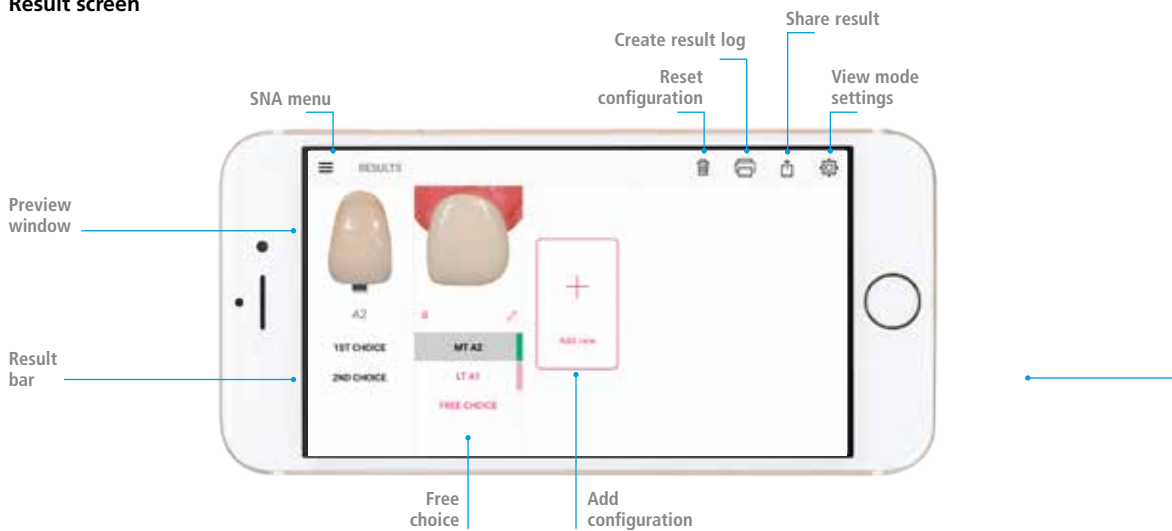 Result screen
Share result
Create result log
Reset
configuration
View mode
settings
SNA menu
RESULTS
Preview
window
A2
Add new
Result
bar
1ST CHOICE
MT A2
2ND CHOICE
LT A1
FREE CHOICE
Free
choice
Add
configuration